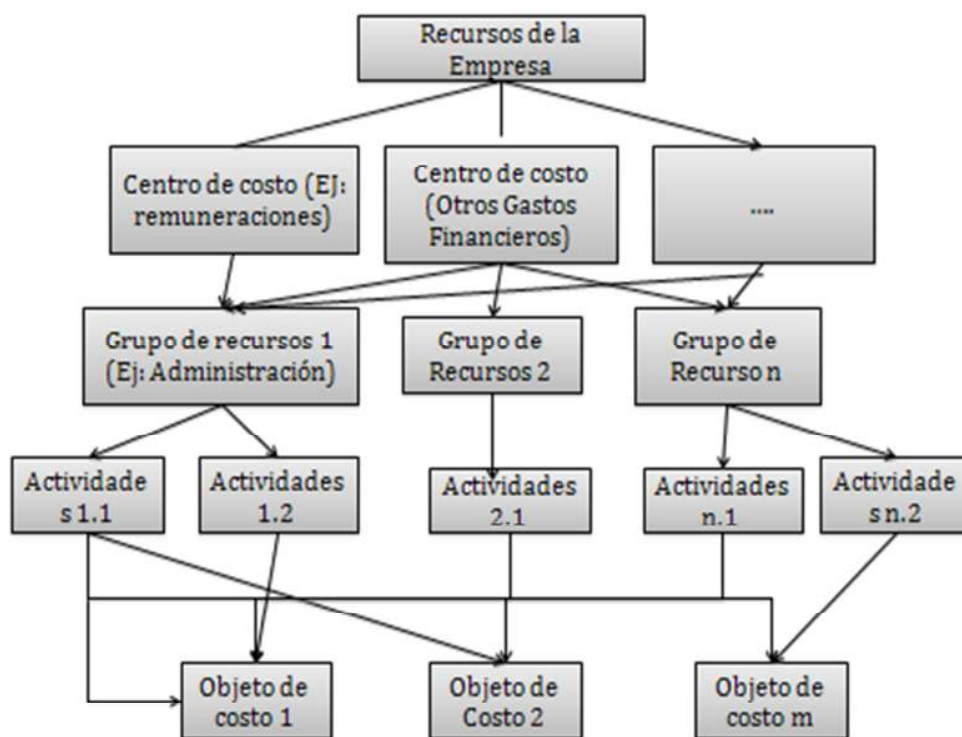 Recursos de la
Empresa
Centro de costo (EJ:
remuneraciones)
Centro de costo
(Otros Gastos
Financieros)
....
Grupo de recursos 1
(Ej: Administración)
Grupo de
Recursos 2
Grupo de
Recurso n
Actividade
s 1.1
Actividades
1.2
Actividades
2.1
Actividades
n.1
Actividade
s n.2
Objeto de
costo 1
Objeto de
Costo 2
Objeto de
costo m